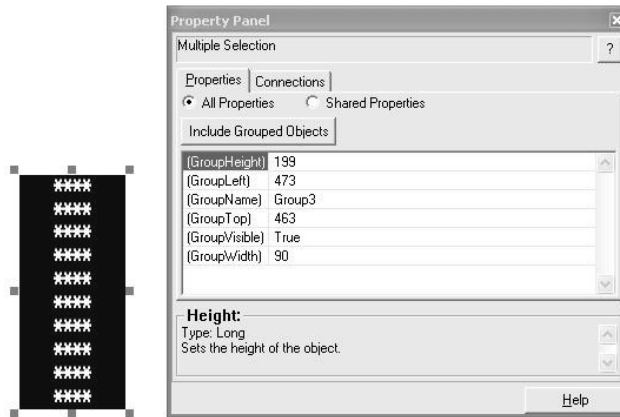 Property Panel
Multiple Selection
?
Properties
Connections
All Properties
Shared Properties
Include Grouped Objects
(GroupHeight) 199
(GroupLeft) 473
(GroupName) Group3
(GroupTop) 463
(GroupVisible) True
(GroupWidth) 90
Height:
Type: Long
Sets the height of the object.
Help
****
****
****
****
****
****
****
****
****
****